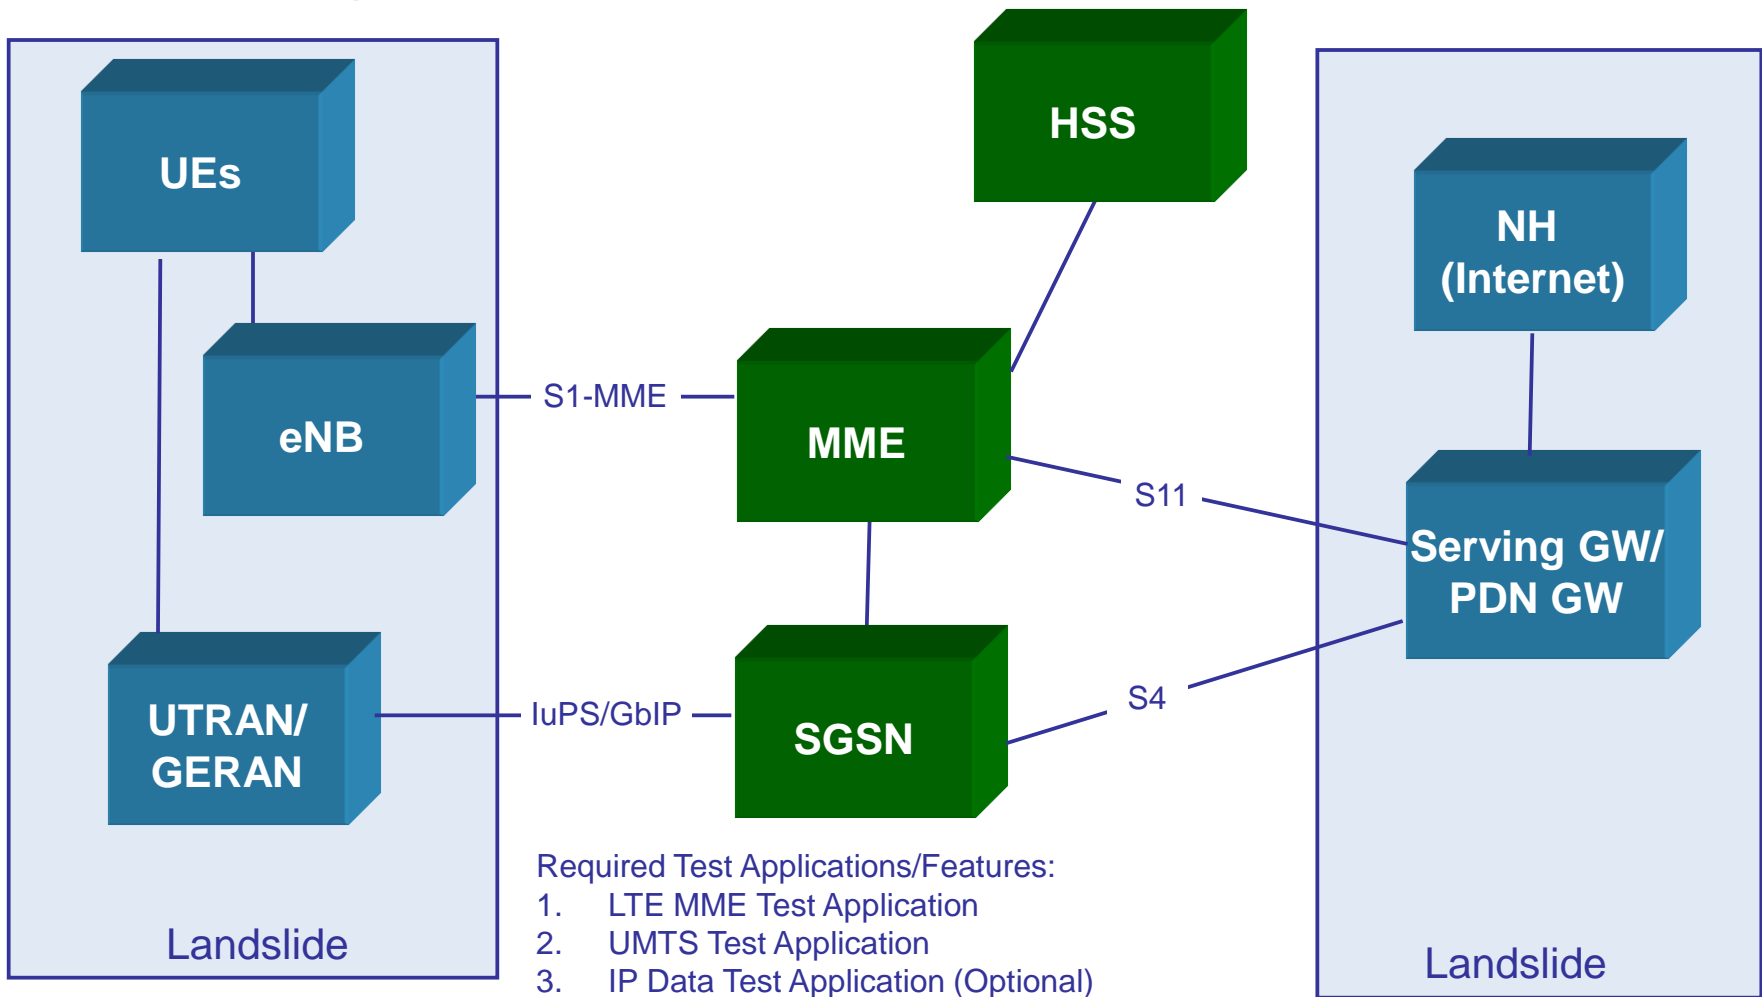 HSS
UEs
NH
(Internet)
S1-MME
eNB
MME
S11
Serving GW/
PDN GW
IuPS/GbIP
S4
UTRAN/
GERAN
SGSN
Required Test Applications/Features:
1. LTE MME Test Application
2. UMTS Test Application
3. IP Data Test Application (Optional)
Landslide
Landslide